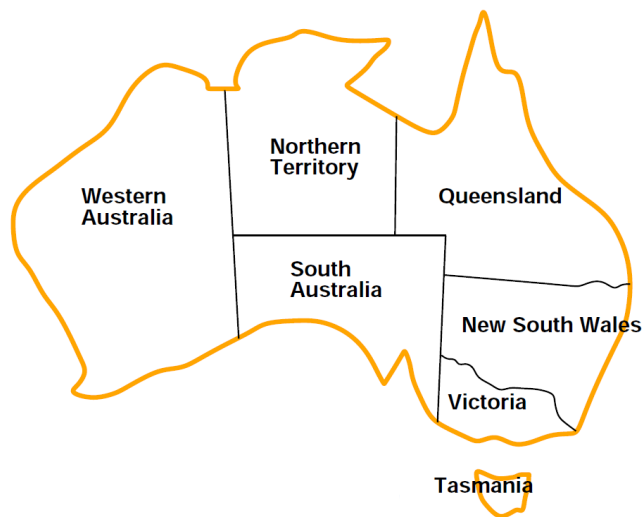 Northern
Territory
Western
Australia
Queensland
South
Australia
New South Wales
Victoria
Tasmania